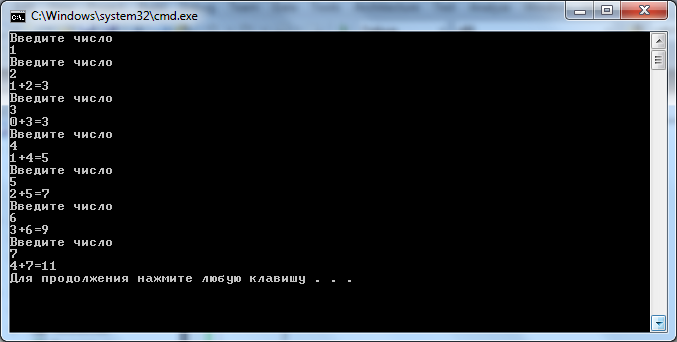 C:\Windows\system32\cmd.exe
Введите число
1
Введите число
2
1+2=3
Введите число
3
0+3=3
Введите число
4
1+4=5
Введите число
5
2+5=7
Введите число
6
3+6=9
Введите число
7
4+7=11
Для продолжения нажмите любую клавишу . . .